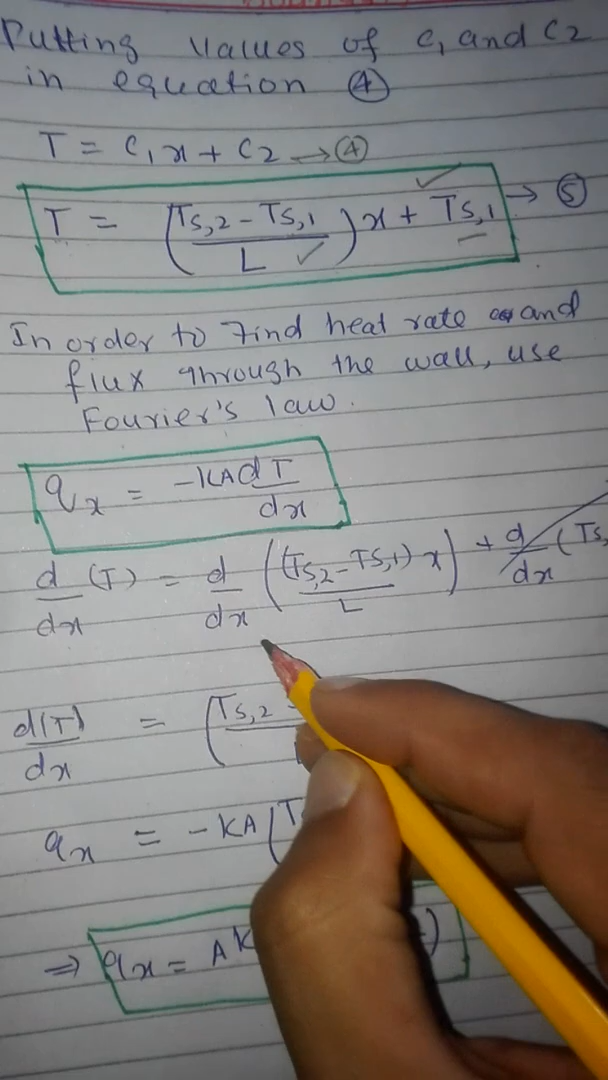 Putting values of C1 and C2
in equation ④
T = C1x + C2 → ④
T = (Ts,2 - Ts,1 / L) x + Ts,1 → ⑤
In order to find heat rate and
flux through the wall, use
Fourier's law.
qx = -KA dT/dx
d/dx (T) = d/dx ((Ts,2 - Ts,1) x / L) + d/dx (Ts,
d(T)/dx = (Ts,2 -
qx = -KA (T
⇒ qx = AK )